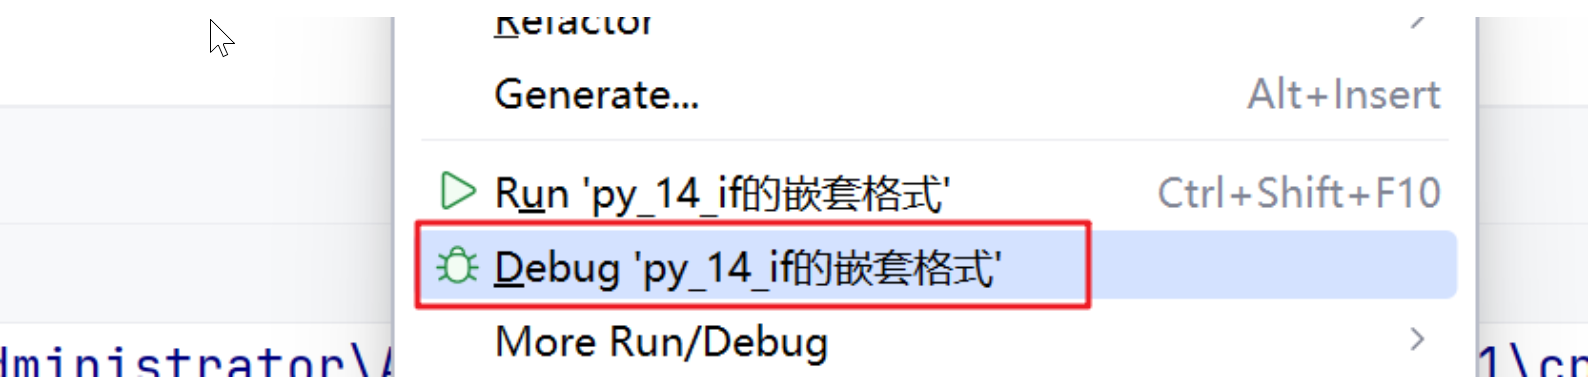 Refactor
Generate... Alt+Insert
Run 'py_14_if的嵌套格式' Ctrl+Shift+F10
Debug 'py_14_if的嵌套格式'
More Run/Debug
dministrator\A 1\cp